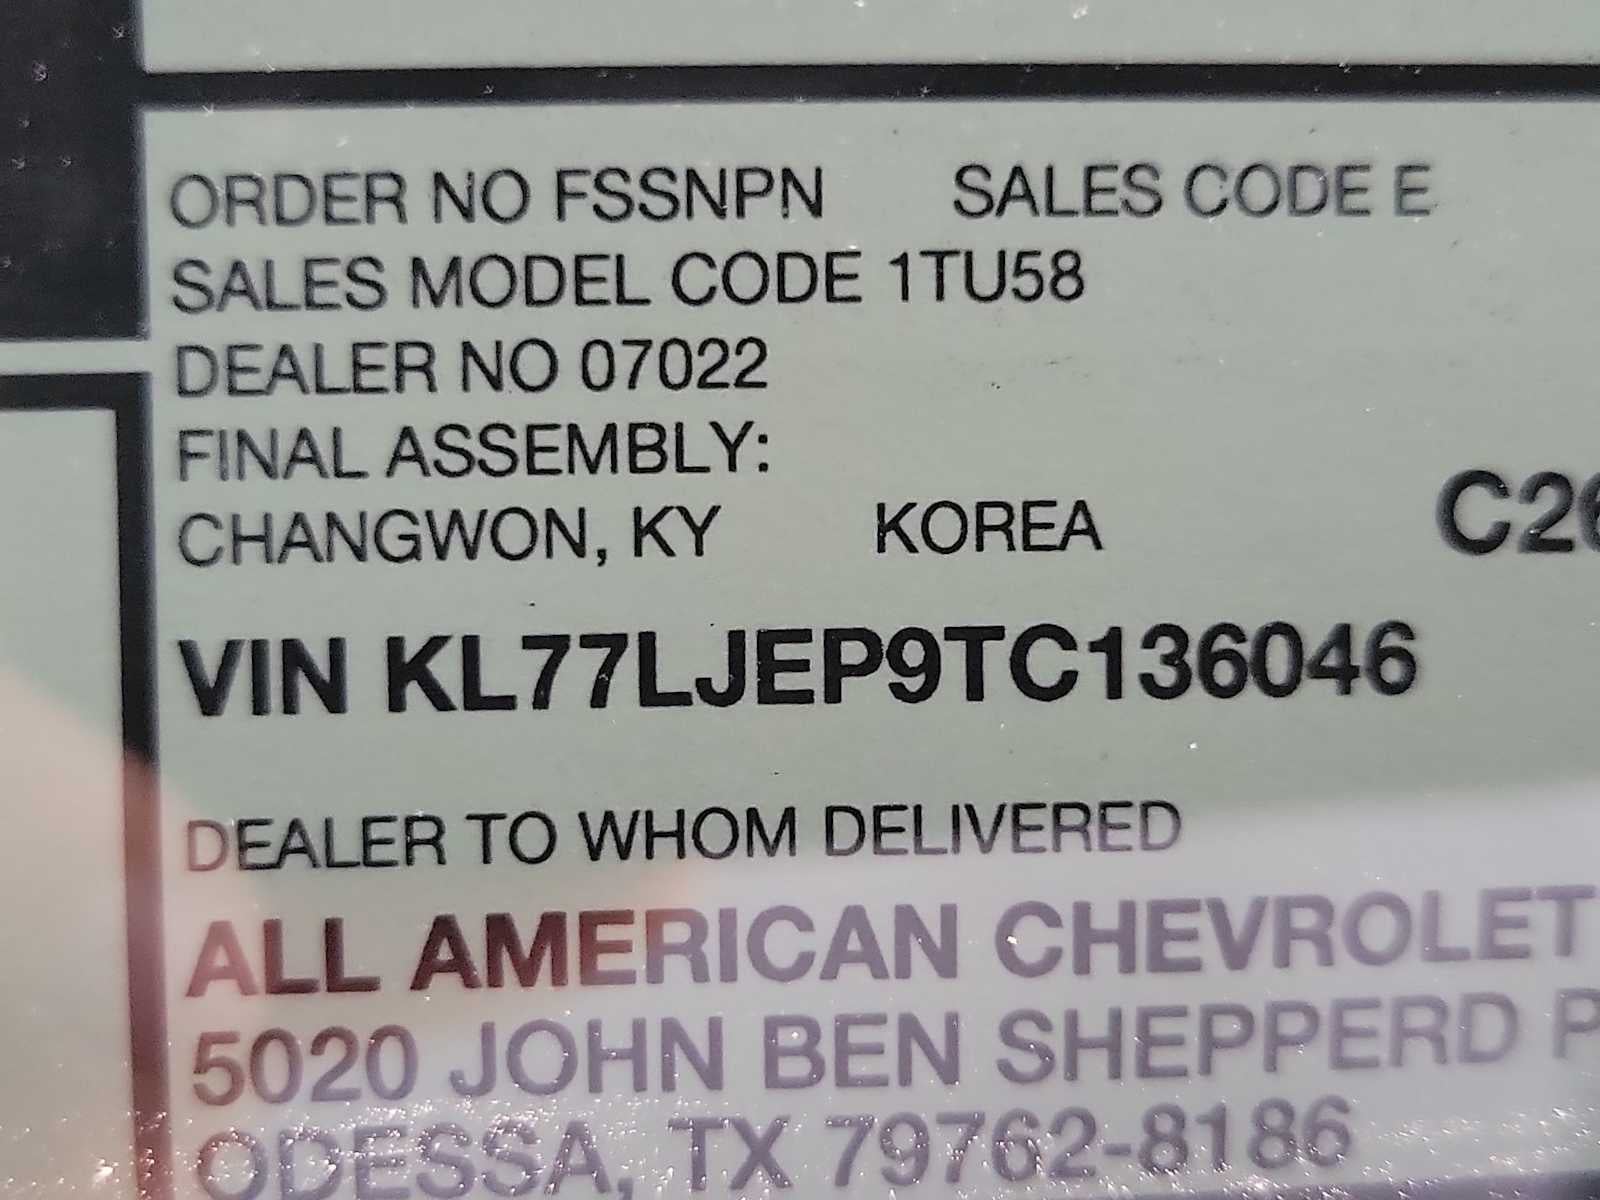 ORDER NO FSSNPN SALES CODE E
SALES MODEL CODE 1TU58
DEALER NO 07022
FINAL ASSEMBLY:
CHANGWON, KY KOREA
VIN KL77LJEP9TC136046
DEALER TO WHOM DELIVERED
ALL AMERICAN CHEVROLET
5020 JOHN BEN SHEPPERD
ODESSA, TX 79762-8186